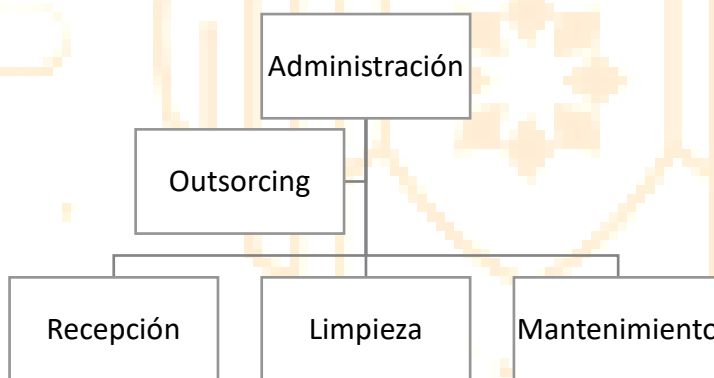 Administración
Outsorcing
Recepción
Limpieza
Mantenimiento